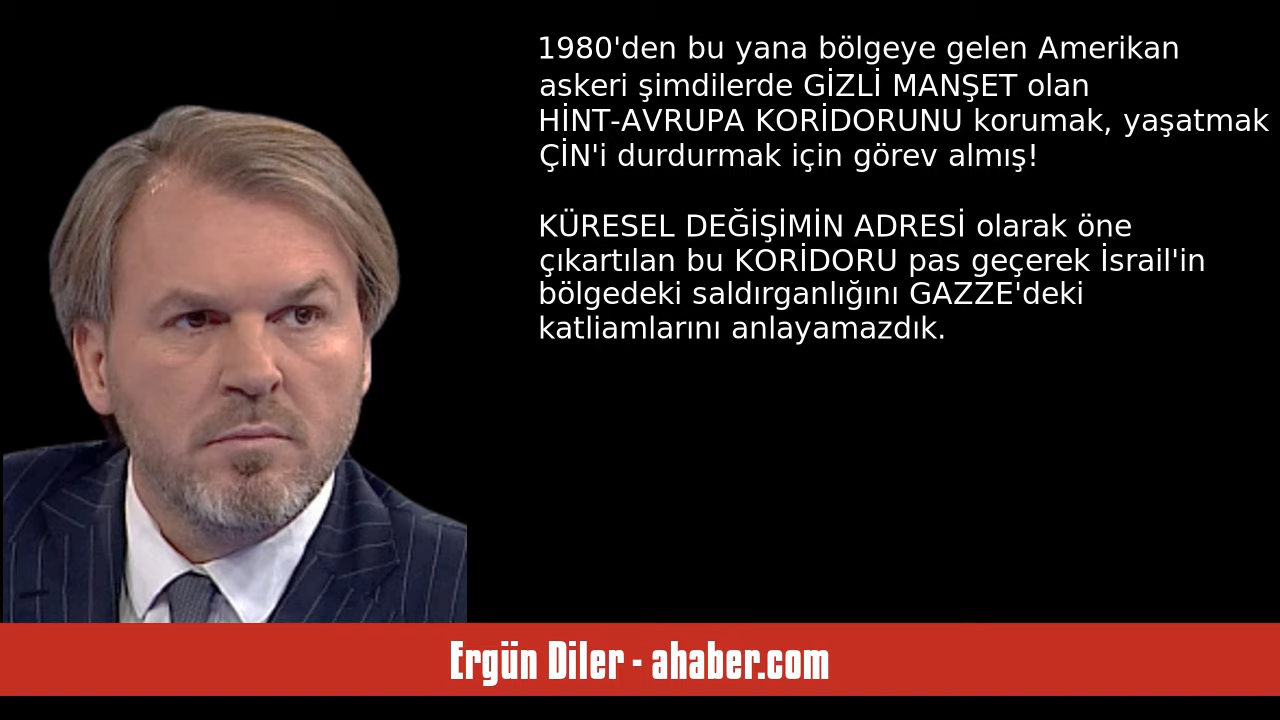 1980'den bu yana bölgeye gelen Amerikan
askeri şimdilerde GİZLİ MANŞET olan
HİNT-AVRUPA KORİDORUNU korumak, yaşatmak
ÇİN'i durdurmak için görev almış!
KÜRESEL DEĞİŞİMİN ADRESİ olarak öne
çıkartılan bu KORİDORU pas geçerek İsrail'in
bölgedeki saldırganlığını GAZZE'deki
katliamlarını anlayamazdık.
Ergün Diler - ahaber.com